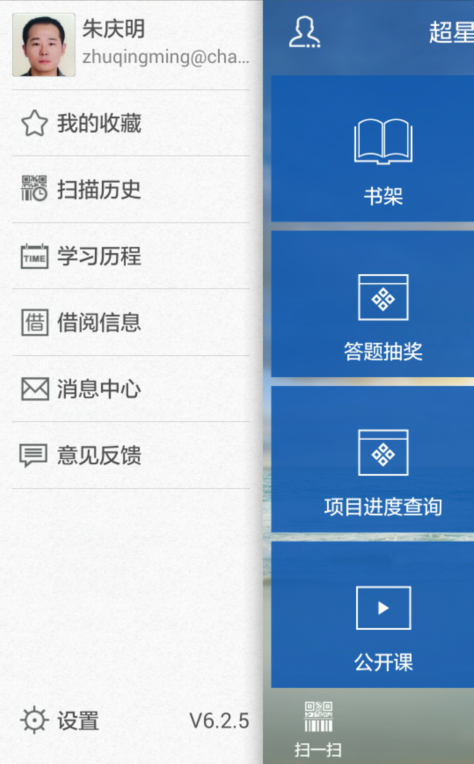 朱庆明
zhuqingming@cha...
我的收藏
扫描历史
TIME
学习历程
借
借阅信息
消息中心
意见反馈
设置
V6.2.5
超星
书架
答题抽奖
项目进度查询
公开课
扫一扫